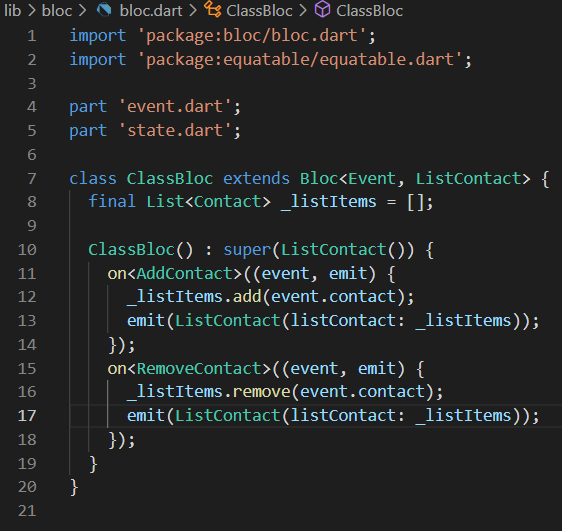 lib > bloc > bloc.dart > ClassBloc > ClassBloc
1 import 'package:bloc/bloc.dart';
2 import 'package:equatable/equatable.dart';
3
4 part 'event.dart';
5 part 'state.dart';
6
7 class ClassBloc extends Bloc<Event, ListContact> {
8   final List<Contact> _listItems = [];
9
10   ClassBloc() : super(ListContact()) {
11     on<AddContact>((event, emit) {
12       _listItems.add(event.contact);
13       emit(ListContact(listContact: _listItems));
14     });
15     on<RemoveContact>((event, emit) {
16       _listItems.remove(event.contact);
17       emit(ListContact(listContact: _listItems));
18     });
19   }
20 }
21